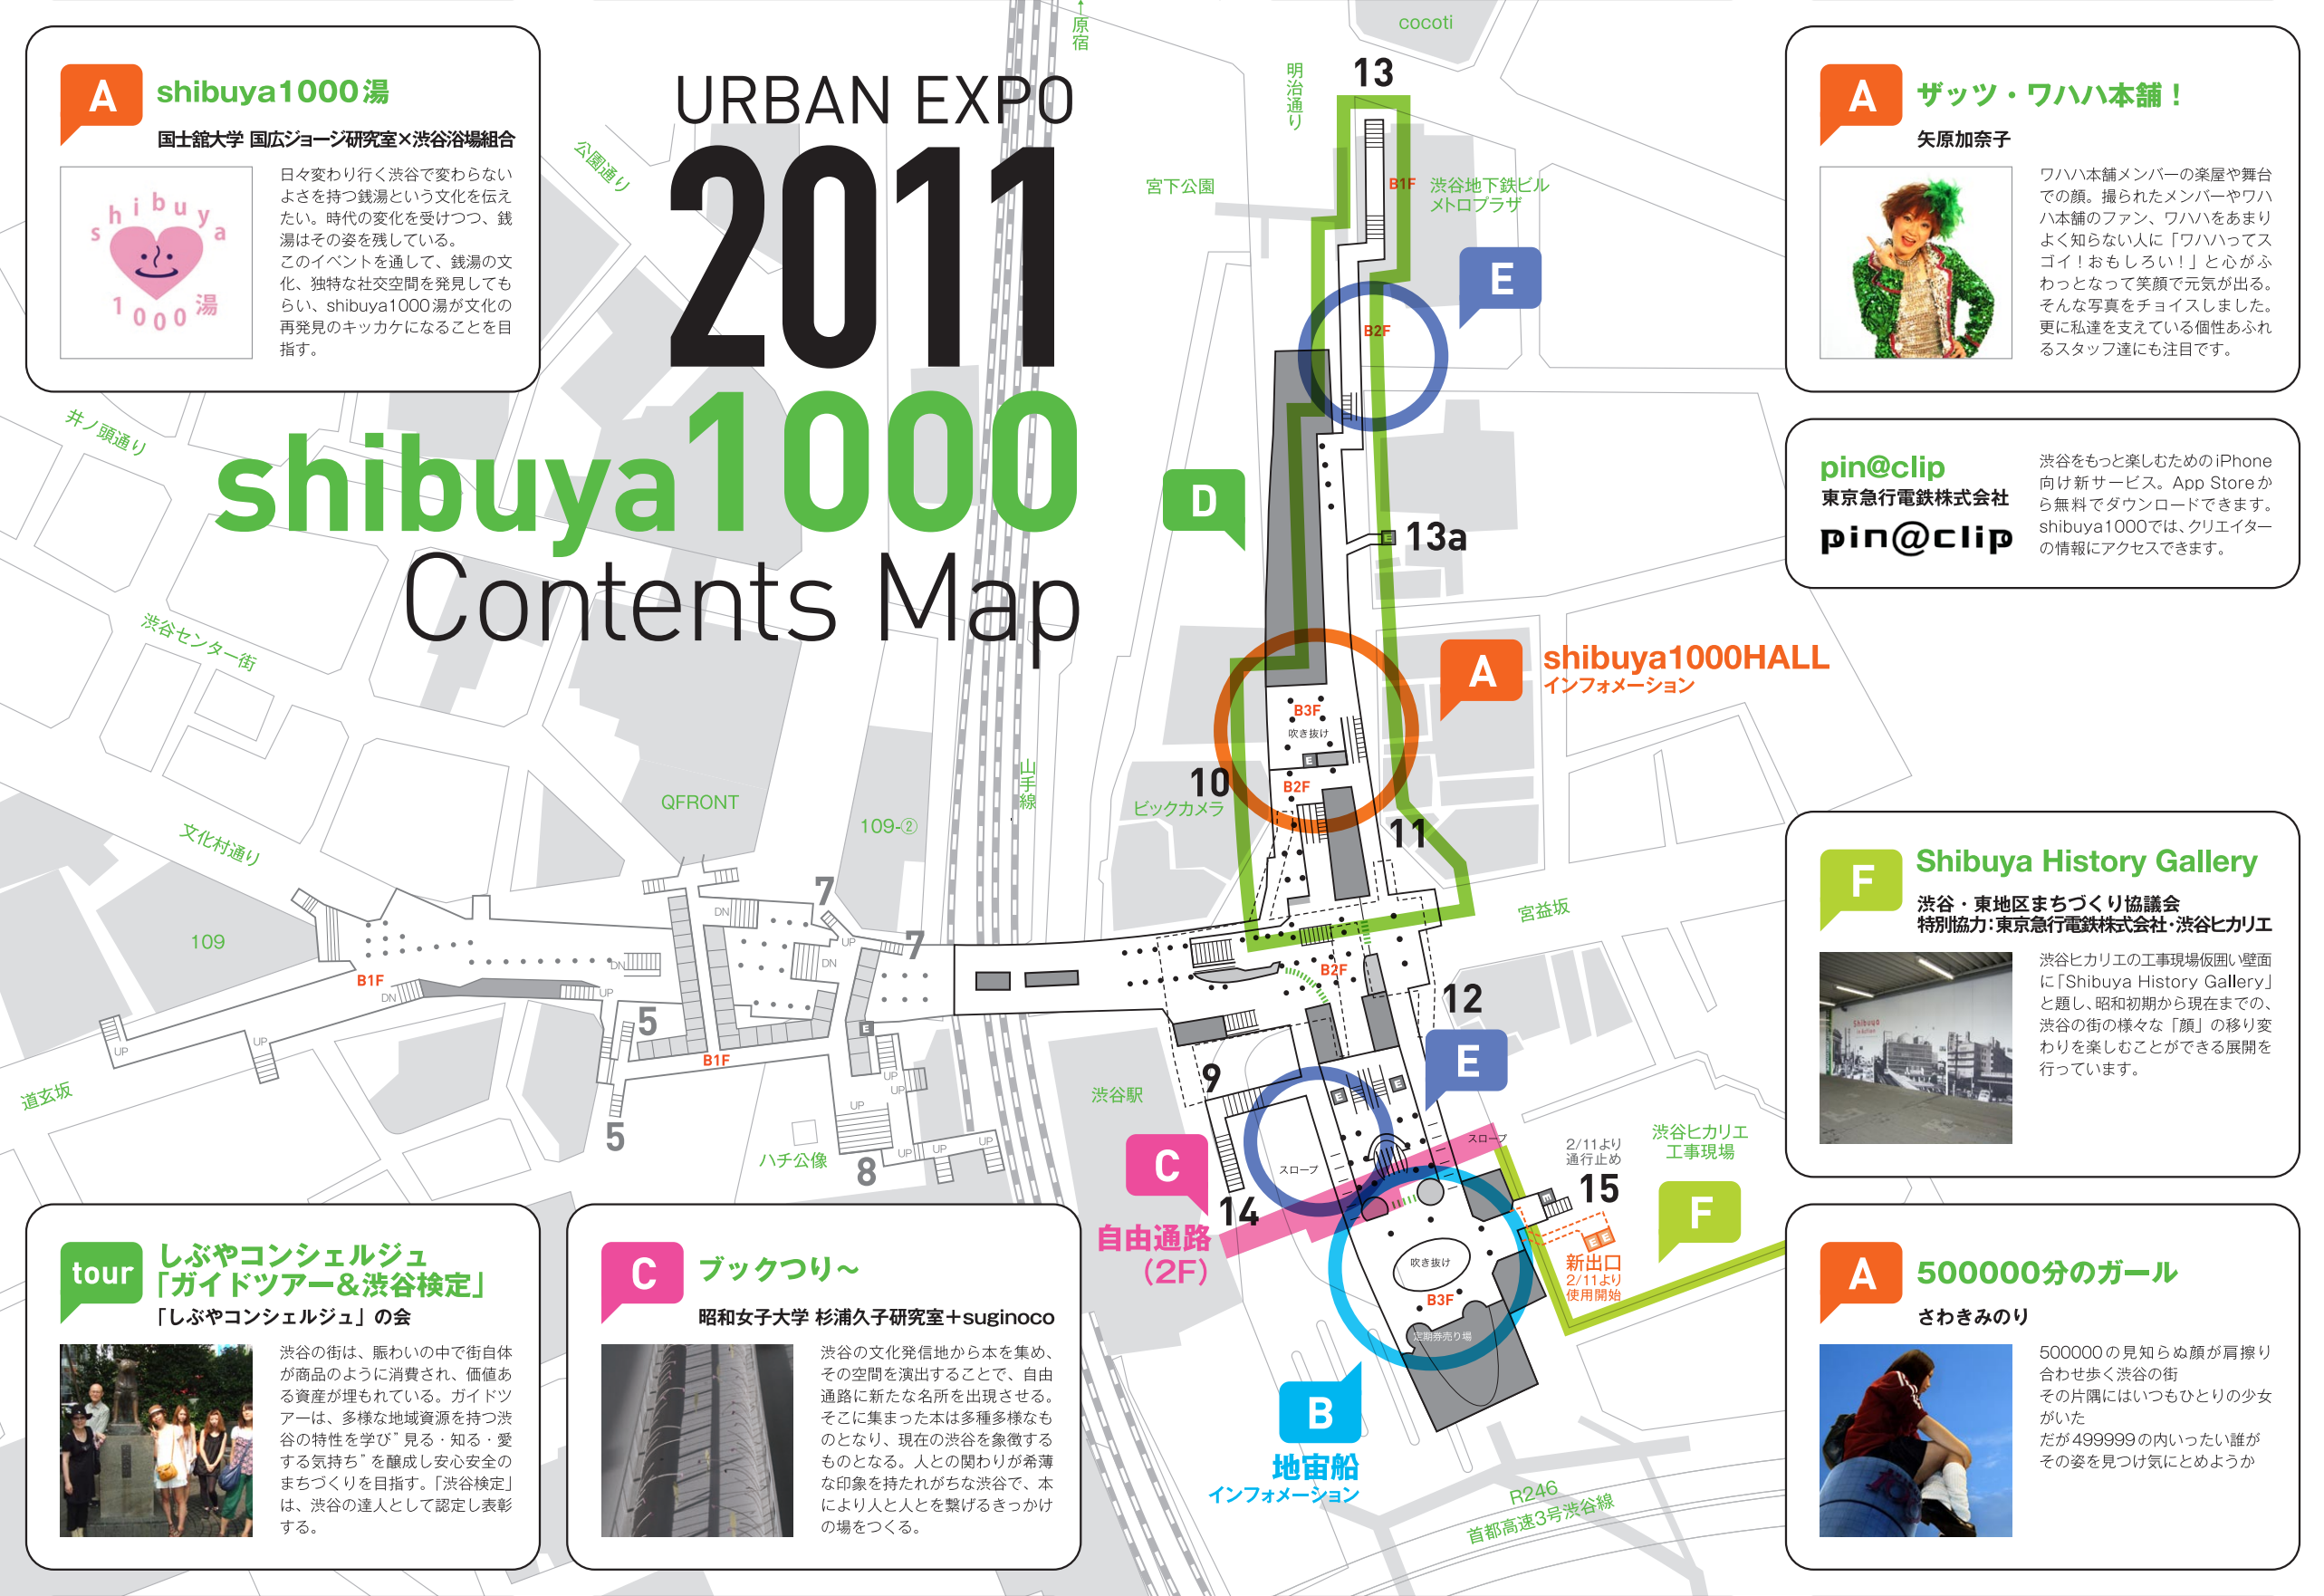 URBAN EXPO
2011
shibuya1000
Contents Map
A
shibuya1000湯
国士舘大学 国広ジョージ研究室×渋谷浴場組合
shibuya
1000湯
日々変わり行く渋谷で変わらない
よさを持つ銭湯という文化を伝え
たい。時代の変化を受けつつ、銭
湯はその姿を残している。
このイベントを通して、銭湯の文
化、独特な社交空間を発見しても
らい、shibuya1000湯が文化の
再発見のキッカケになることを目
指す。
A
ザッツ・ワハハ本舗！
矢原加奈子
ワハハ本舗メンバーの楽屋や舞台
での顔。撮られたメンバーやワハ
ハ本舗のファン、ワハハをあまり
よく知らない人に「ワハハってス
ゴイ！おもしろい！」と心がふ
わっとなって笑顔で元気が出る。
そんな写真をチョイスしました。
更に私達を支えている個性あふれ
るスタッフ達にも注目です。
pin@clip
東京急行電鉄株式会社
pin@clip
渋谷をもっと楽しむためのiPhone
向け新サービス。App Storeか
ら無料でダウンロードできます。
shibuya1000では、クリエイター
の情報にアクセスできます。
F
Shibuya History Gallery
渋谷・東地区まちづくり協議会
特別協力：東京急行電鉄株式会社・渋谷ヒカリエ
渋谷ヒカリエの工事現場仮囲い壁面
に「Shibuya History Gallery」
と題し、昭和初期から現在までの、
渋谷の街の様々な「顔」の移り変
わりを楽しむことができる展開を
行っています。
Shibuya
tour
しぶやコンシェルジュ
「ガイドツアー＆渋谷検定」
「しぶやコンシェルジュ」の会
渋谷の街は、賑わいの中で街自体
が商品のように消費され、価値あ
る資産が埋もれている。ガイドツ
アーは、多様な地域資源を持つ渋
谷の特性を学び”見る・知る・愛
する気持ち”を醸成し安心安全の
まちづくりを目指す。「渋谷検定」
は、渋谷の達人として認定し表彰
する。
C
ブックつり～
昭和女子大学 杉浦久子研究室＋suginoco
渋谷の文化発信地から本を集め、
その空間を演出することで、自由
通路に新たな名所を出現させる。
そこに集まった本は多種多様なも
のとなり、現在の渋谷を象徴する
ものとなる。人との関わりが希薄
な印象を持たれがちな渋谷で、本
により人と人とを繋げるきっかけ
の場をつくる。
A
500000分のガール
さわきみのり
500000の見知らぬ顔が肩擦り
合わせ歩く渋谷の街
その片隅にはいつもひとりの少女
がいた
だが499999の内いったい誰が
その姿を見つけ気にとめようか
←原宿
cocoti
明治通り
13
公園通り
宮下公園
B1F
渋谷地下鉄ビル
メトロプラザ
E
B2F
井ノ頭通り
D
E
13a
渋谷センター街
A
shibuya1000HALL
インフォメーション
B3F
吹き抜け
E
B2F
10
ビックカメラ
11
山手線
QFRONT
109-②
文化村通り
109
7
7
DN
UP
DN
DN
UP
B1F
DN
UP
UP
5
5
B1F
E
UP
UP
UP
UP
UP
UP
8
ハチ公像
道玄坂
宮益坂
B2F
12
E
渋谷駅
9
E
E
C
自由通路
(2F)
14
スロープ
スロープ
2/11より
通行止め
15
渋谷ヒカリエ
工事現場
F
E
E E
新出口
2/11より
使用開始
吹き抜け
B3F
定期券売り場
B
地宙船
インフォメーション
R246
首都高速3号渋谷線